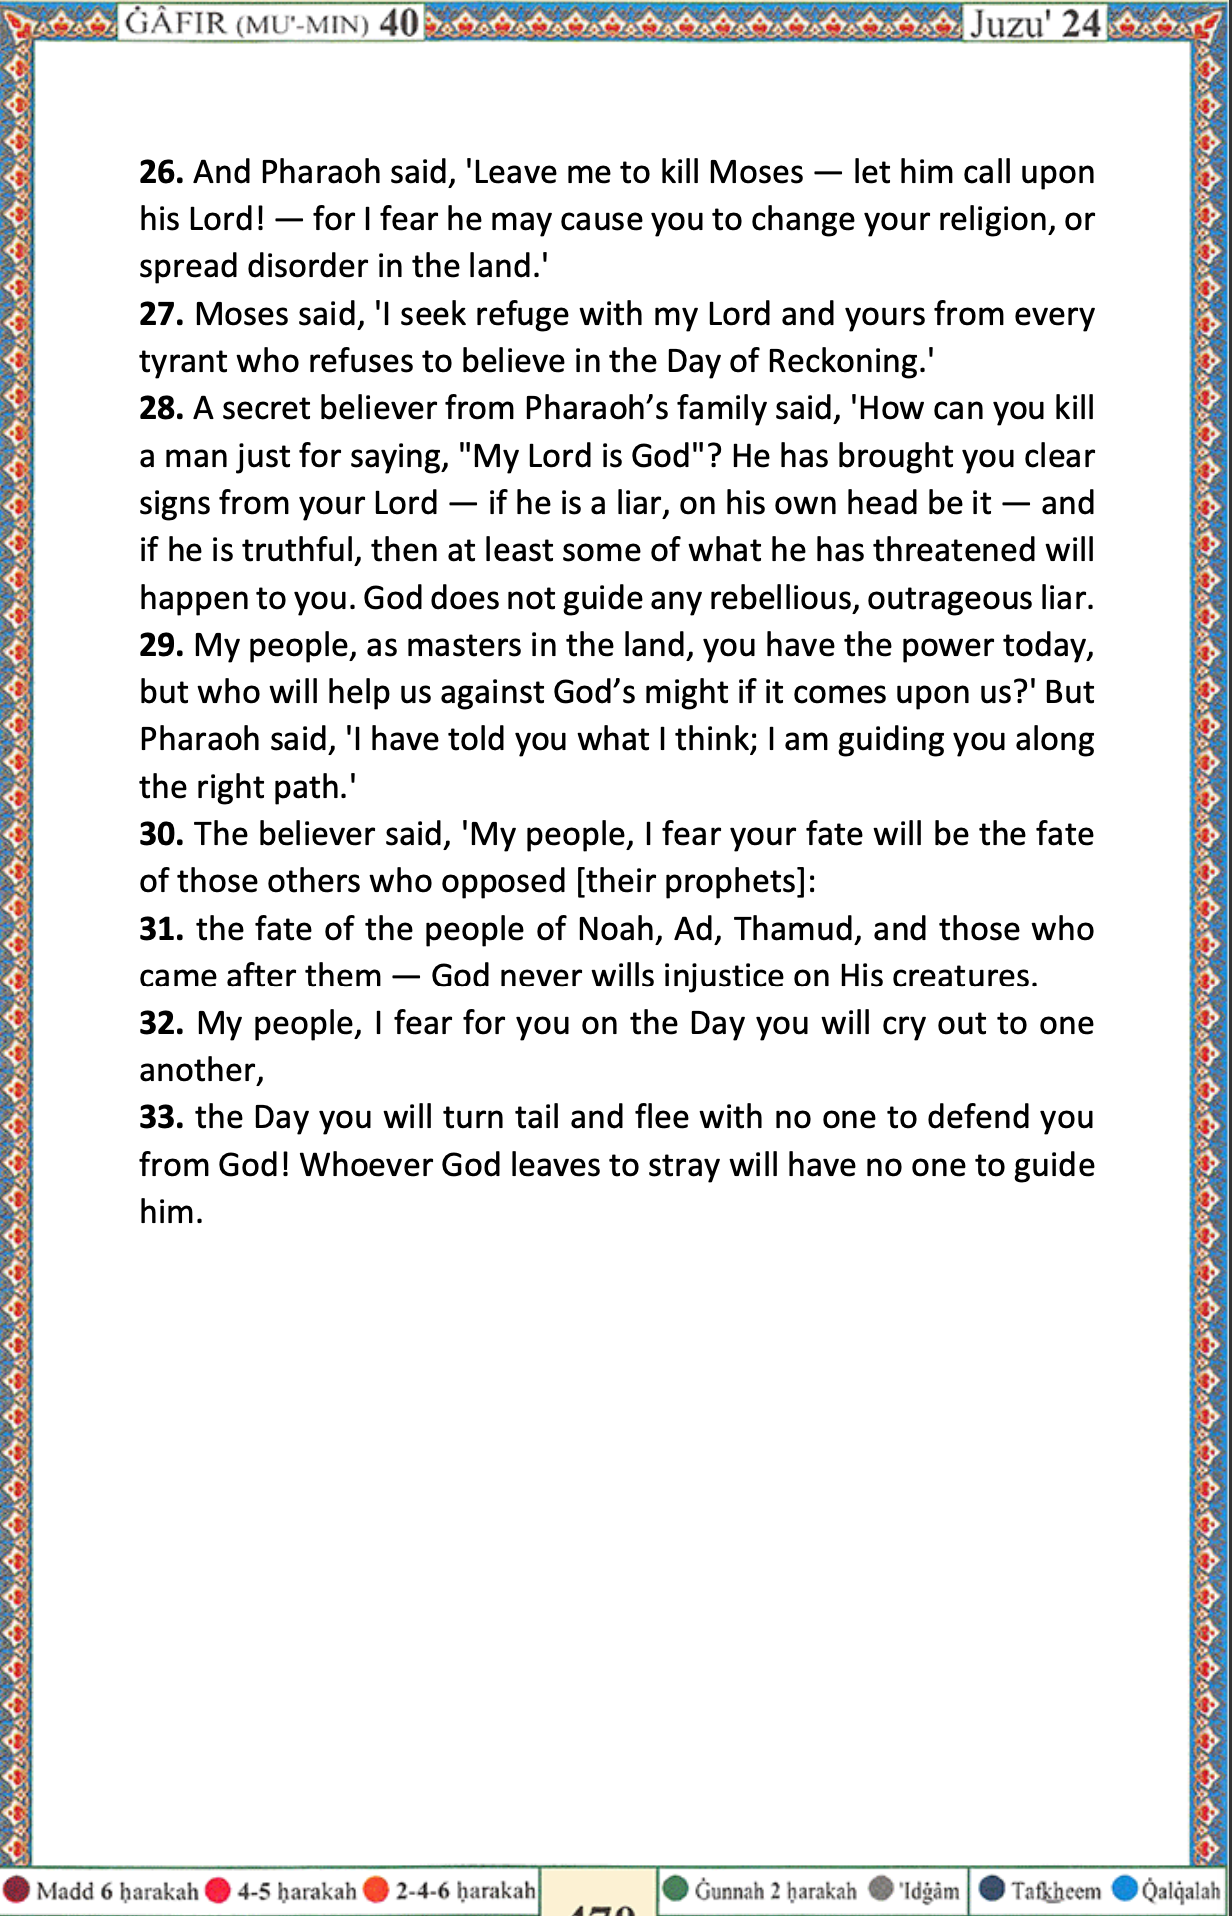 ĠÂFIR (MU'-MIN) 40 Juzu' 24
26. And Pharaoh said, 'Leave me to kill Moses — let him call upon
his Lord! — for I fear he may cause you to change your religion, or
spread disorder in the land.'
27. Moses said, 'I seek refuge with my Lord and yours from every
tyrant who refuses to believe in the Day of Reckoning.'
28. A secret believer from Pharaoh’s family said, 'How can you kill
a man just for saying, "My Lord is God"? He has brought you clear
signs from your Lord — if he is a liar, on his own head be it — and
if he is truthful, then at least some of what he has threatened will
happen to you. God does not guide any rebellious, outrageous liar.
29. My people, as masters in the land, you have the power today,
but who will help us against God’s might if it comes upon us?' But
Pharaoh said, 'I have told you what I think; I am guiding you along
the right path.'
30. The believer said, 'My people, I fear your fate will be the fate
of those others who opposed [their prophets]:
31. the fate of the people of Noah, Ad, Thamud, and those who
came after them — God never wills injustice on His creatures.
32. My people, I fear for you on the Day you will cry out to one
another,
33. the Day you will turn tail and flee with no one to defend you
from God! Whoever God leaves to stray will have no one to guide
him.
Madd 6 ḥarakah 4-5 ḥarakah 2-4-6 ḥarakah Ġunnah 2 ḥarakah 'Idġâm Tafkheem Q̇alq̇alah